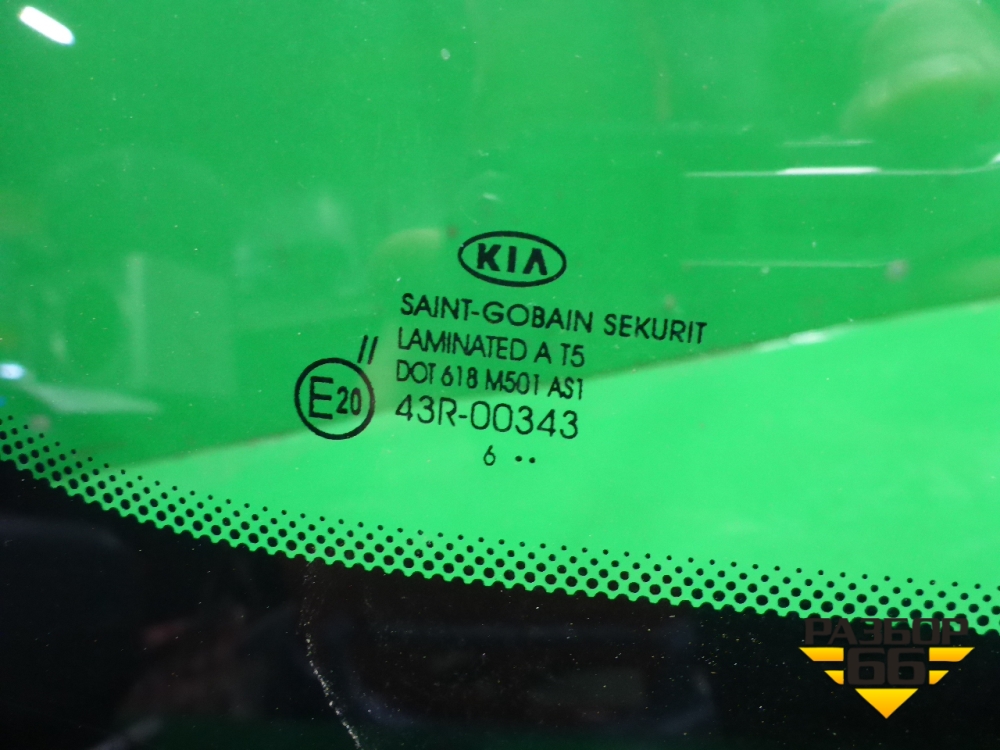 KIA
SAINT-GOBAIN SEKURIT
// LAMINATED A T5
DOT 618 M501 AS1
E20 43R-00343
6 ..
РАЗБОР
66